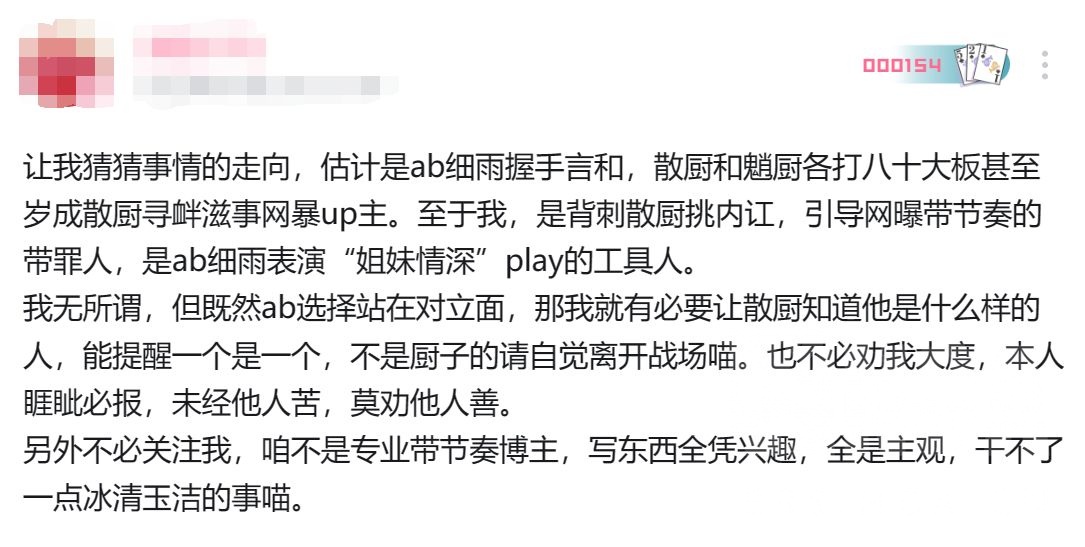 000154
让我猜猜事情的走向，估计是ab细雨握手言和，散厨和魈厨各打八十大板甚至
岁成散厨寻衅滋事网暴up主。至于我，是背刺散厨挑内讧，引导网曝带节奏的
带罪人，是ab细雨表演“姐妹情深”play的工具人。
我无所谓，但既然ab选择站在对立面，那我就有必要让散厨知道他是什么样的
人，能提醒一个是一个，不是厨子的请自觉离开战场喵。也不必劝我大度，本人
睚眦必报，未经他人苦，莫劝他人善。
另外不必关注我，咱不是专业带节奏博主，写东西全凭兴趣，全是主观，干不了
一点冰清玉洁的事喵。